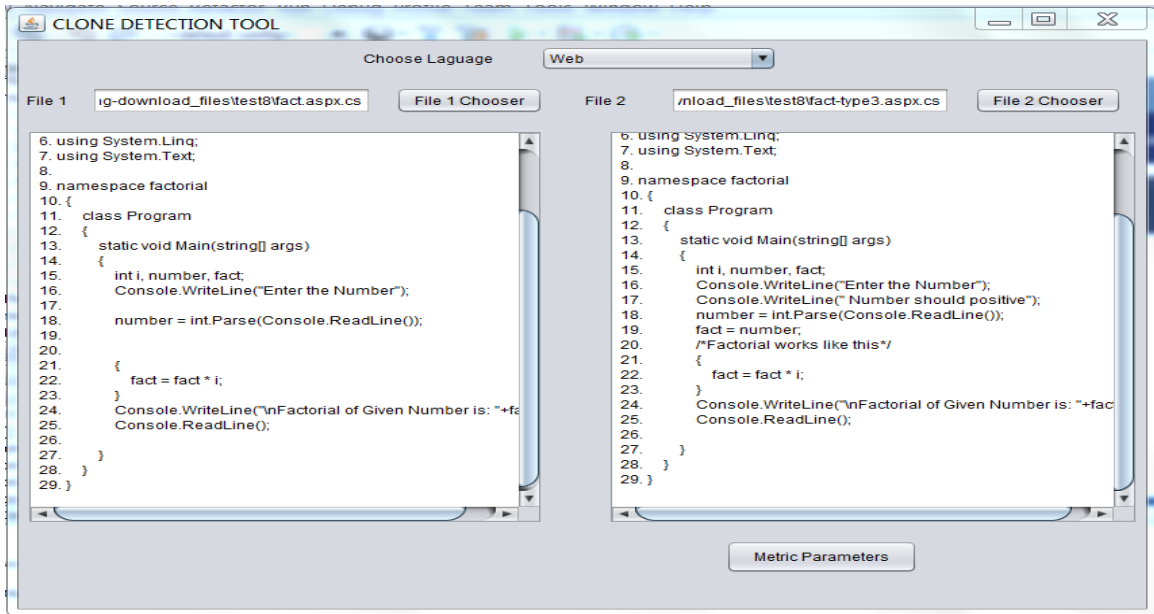 CLONE DETECTION TOOL
Choose Laguage Web
File 1 ıg-download_files\test8\fact.aspx.cs File 1 Chooser File 2 nload_files\test8\fact-type3.aspx.cs File 2 Chooser
6. using System.Linq;
7. using System.Text;
8.
9. namespace factorial
10. {
11. class Program
12. {
13. static void Main(string[] args)
14. {
15. int i, number, fact;
16. Console.WriteLine("Enter the Number");
17.
18. number = int.Parse(Console.ReadLine());
19.
20.
21. {
22. fact = fact * i;
23. }
24. Console.WriteLine("\nFactorial of Given Number is: "+fa
25. Console.ReadLine();
26.
27. }
28. }
29. }
6. using System.Linq;
7. using System.Text;
8.
9. namespace factorial
10. {
11. class Program
12. {
13. static void Main(string[] args)
14. {
15. int i, number, fact;
16. Console.WriteLine("Enter the Number");
17. Console.WriteLine(" Number should positive");
18. number = int.Parse(Console.ReadLine());
19. fact = number;
20. /*Factorial works like this*/
21. {
22. fact = fact * i;
23. }
24. Console.WriteLine("\nFactorial of Given Number is: "+fact
25. Console.ReadLine();
26.
27. }
28. }
29. }
Metric Parameters